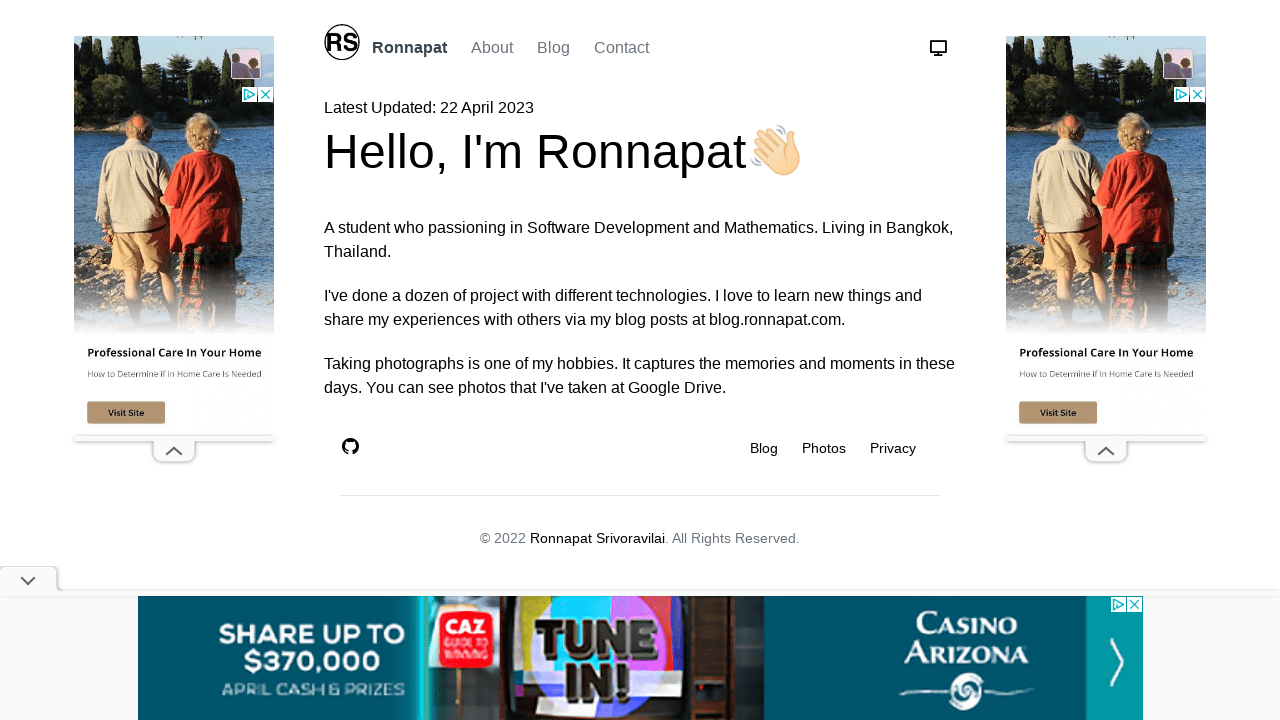 RS
Ronnapat
About
Blog
Contact
Latest Updated: 22 April 2023
Hello, I'm Ronnapat👋🏻
A student who passioning in Software Development and Mathematics. Living in Bangkok,
Thailand.
I've done a dozen of project with different technologies. I love to learn new things and
share my experiences with others via my blog posts at blog.ronnapat.com.
Taking photographs is one of my hobbies. It captures the memories and moments in these
days. You can see photos that I've taken at Google Drive.
Blog
Photos
Privacy
© 2022 Ronnapat Srivoravilai. All Rights Reserved.
Professional Care In Your Home
How to Determine if in Home Care Is Needed
Visit Site
Professional Care In Your Home
How to Determine if in Home Care Is Needed
Visit Site
SHARE UP TO
$370,000
APRIL CASH & PRIZES
CAZ
GUIDE TO
WINNING
TUNE
IN!
CASINO
ARIZONA